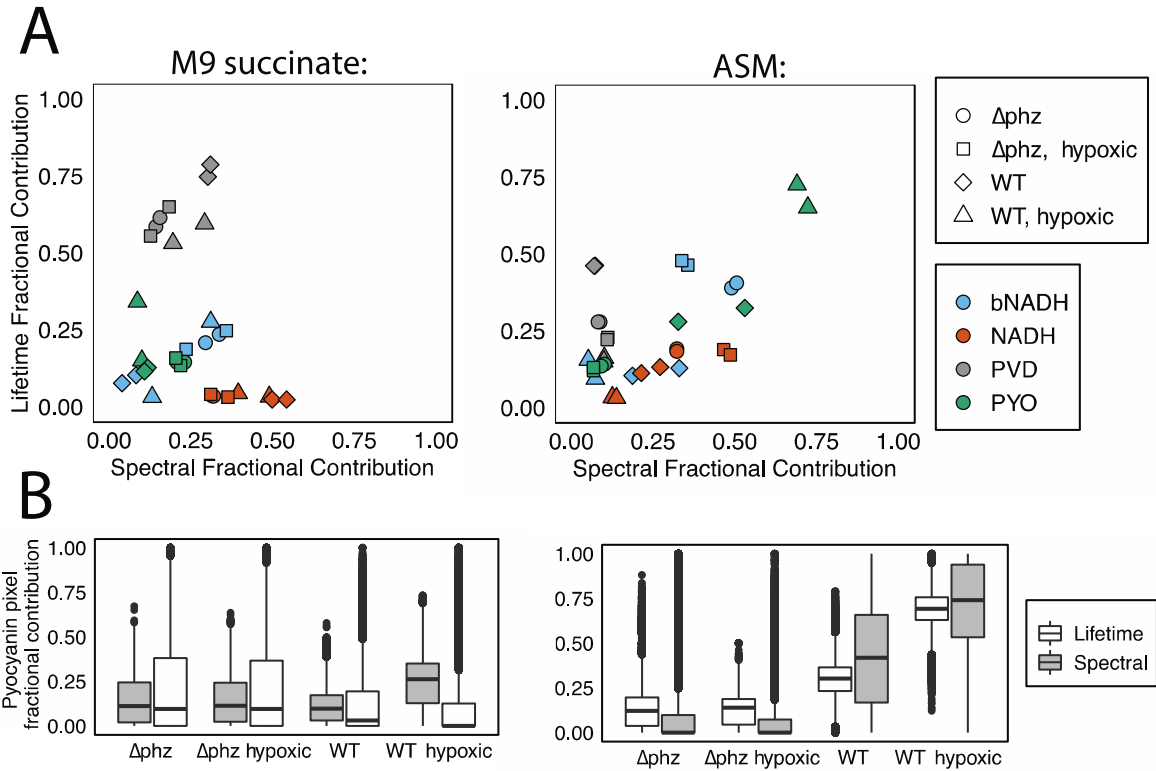 A
M9 succinate:
ASM:
Lifetime Fractional Contribution
1.00
0.75
0.50
0.25
0.00
0.00 0.25 0.50 0.75 1.00
Spectral Fractional Contribution
1.00
0.75
0.50
0.25
0.00
0.00 0.25 0.50 0.75 1.00
Spectral Fractional Contribution
Δphz
Δphz, hypoxic
WT
WT, hypoxic
bNADH
NADH
PVD
PYO
B
Pyocyanin pixel
fractional contribution
1.00
0.75
0.50
0.25
0.00
Δphz Δphz hypoxic WT WT hypoxic
1.00
0.75
0.50
0.25
0.00
Δphz Δphz hypoxic WT WT hypoxic
Lifetime
Spectral